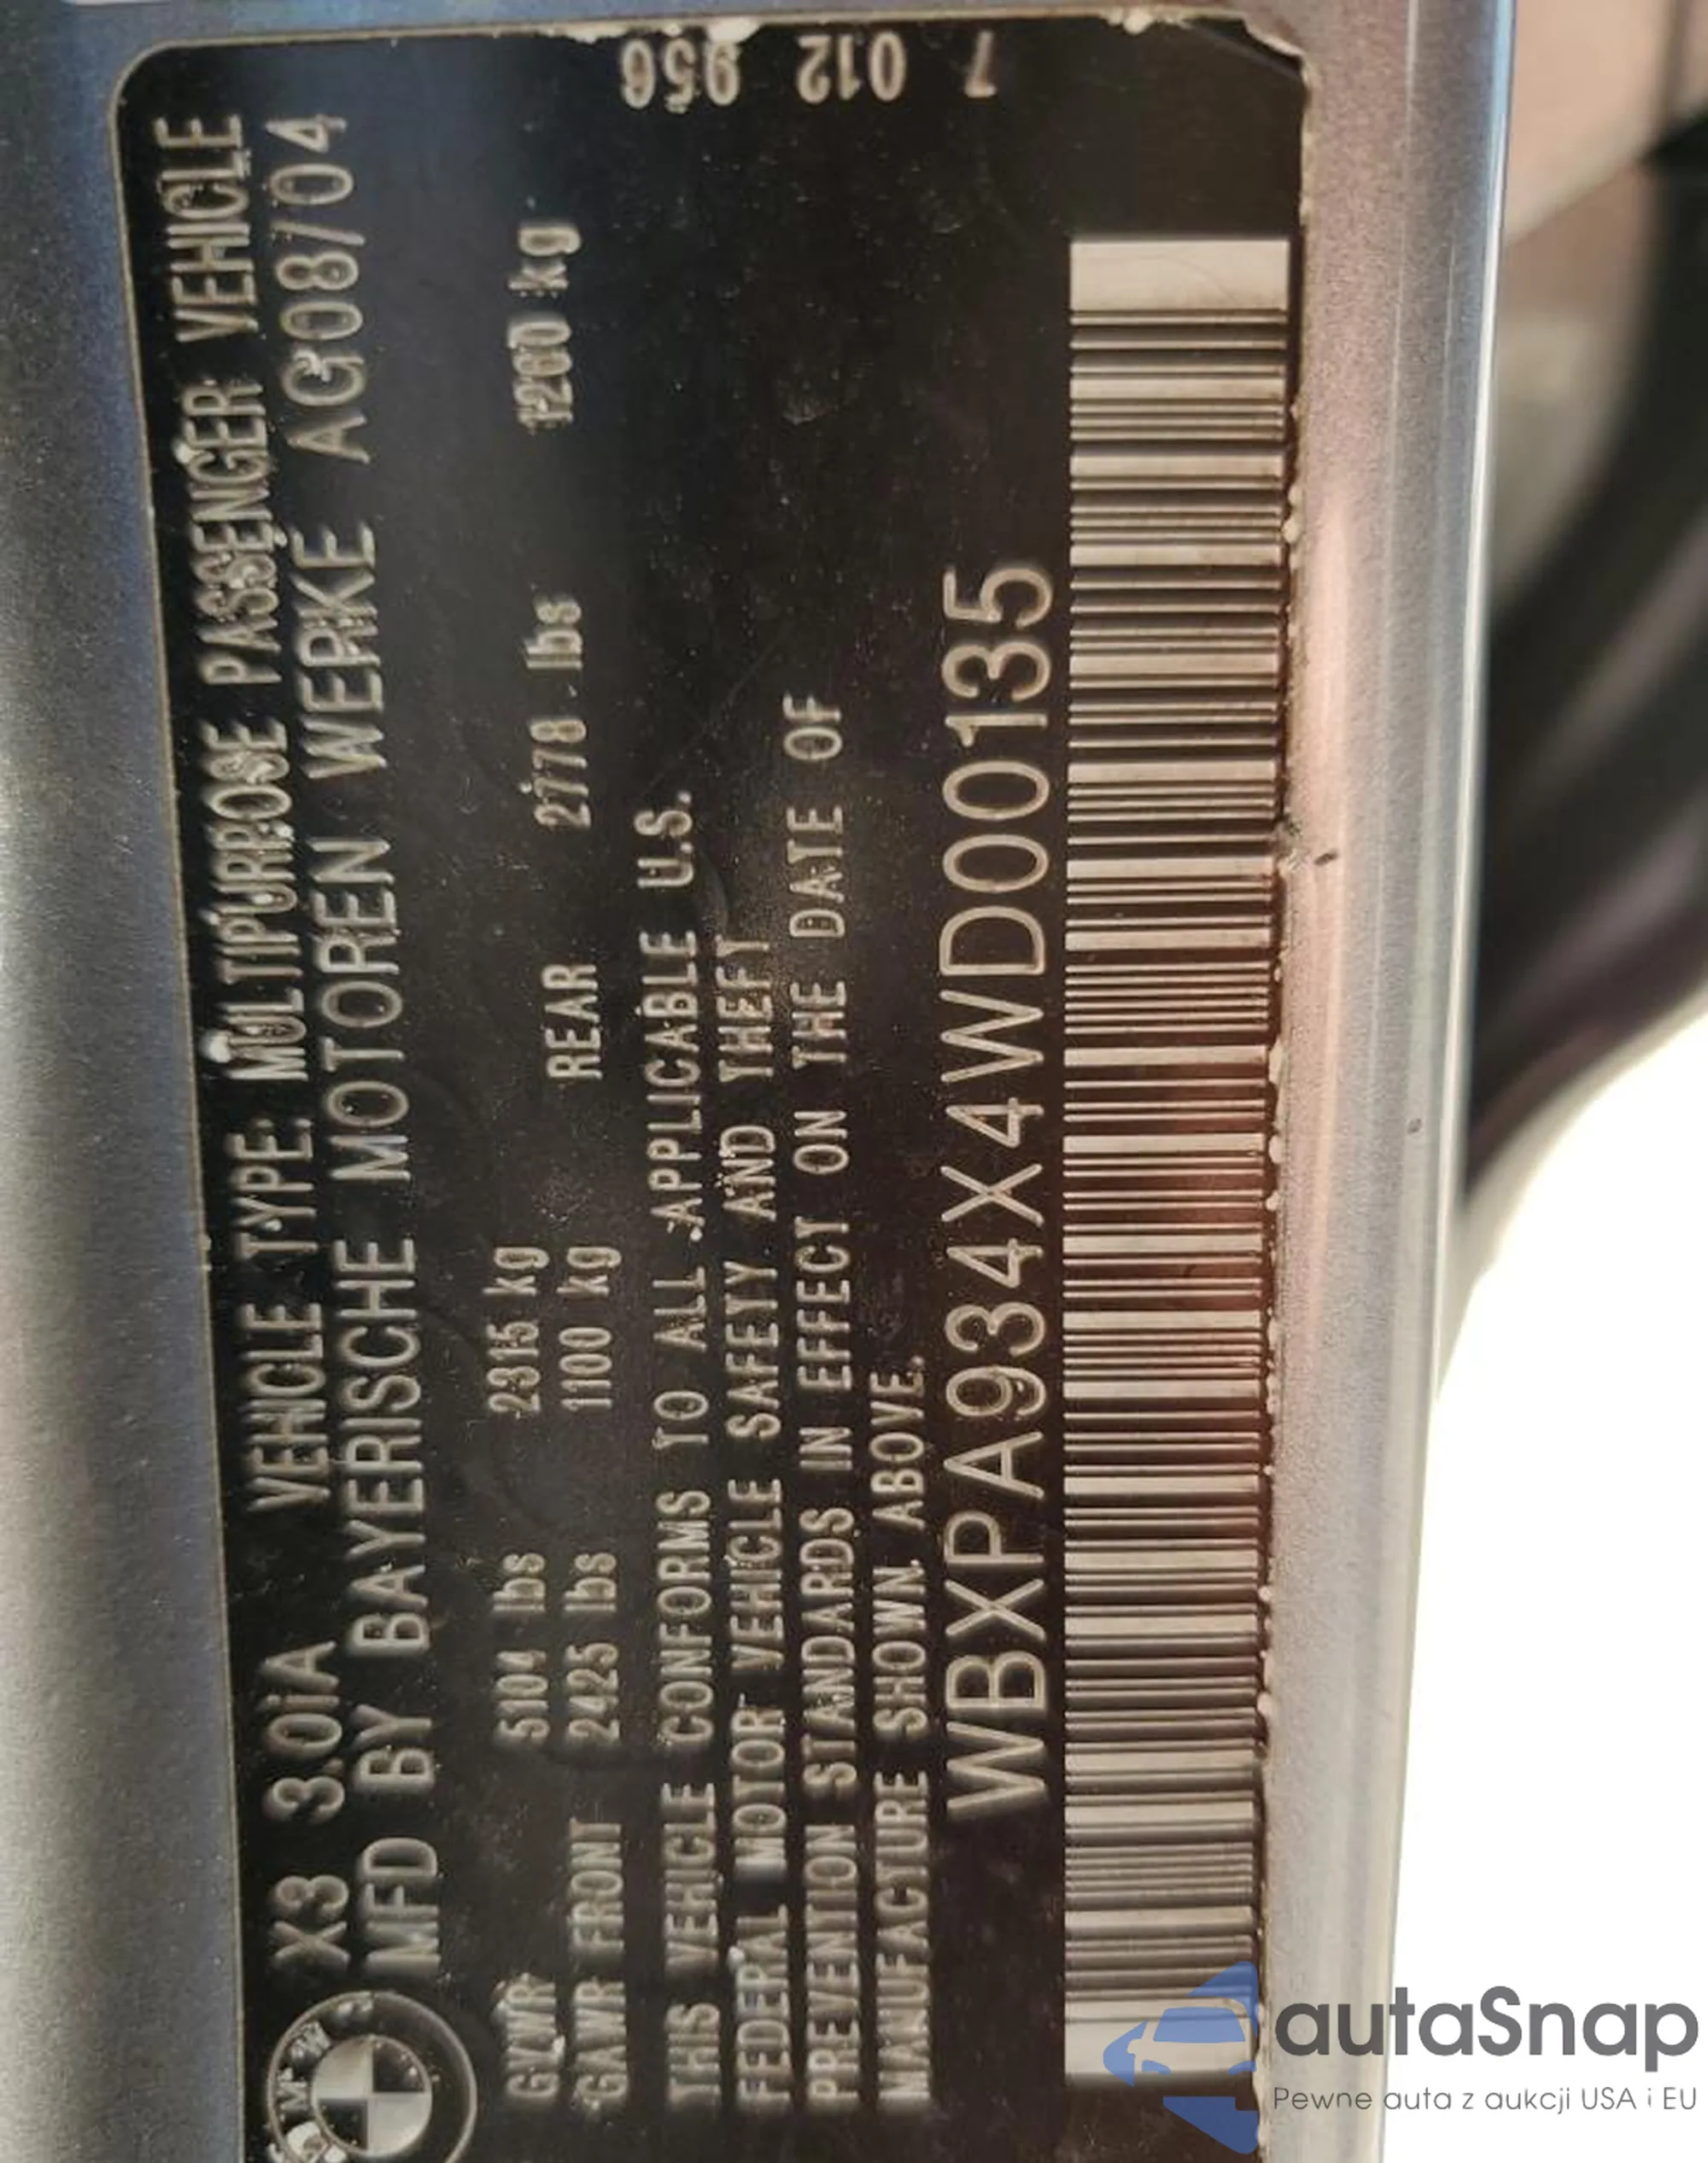 BMW
X3 3.0iA VEHICLE TYPE: MULTIPURPOSE PASSENGER VEHICLE
MFD BY BAYERISCHE MOTOREN WERKE AG08/04
GVWR 5104 lbs 2315 kg
GAWR FRONT 2425 lbs 1100 kg REAR 2778 lbs 1260 kg
THIS VEHICLE CONFORMS TO ALL APPLICABLE U.S.
FEDERAL MOTOR VEHICLE SAFETY AND THEFT
PREVENTION STANDARDS IN EFFECT ON THE DATE OF
MANUFACTURE SHOWN ABOVE.
WBXPA934X4WD00135
7 012 956
autaSnap
Pewne auta z aukcji USA i EU